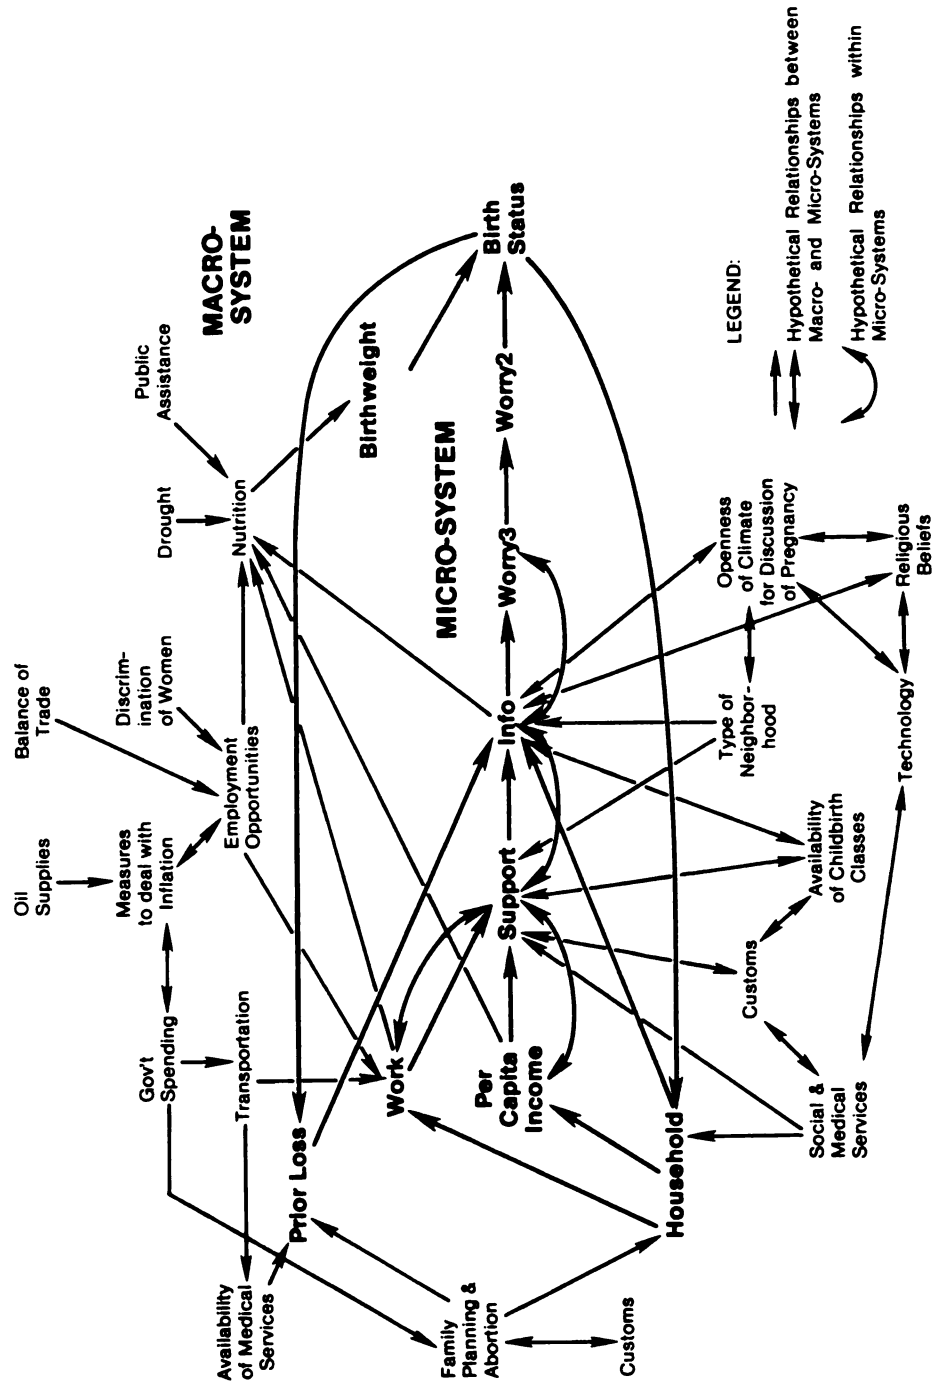 Oil
Supplies
Balance of
Trade
Gov't
Spending
Measures
to deal with
Inflation
Discrim-
ination
of Women
Drought
Public
Assistance
MACRO-
SYSTEM
Availability
of Medical
Services
Transportation
Employment
Opportunities
Nutrition
Prior Loss
Birthweight
Work
MICRO-SYSTEM
Family
Planning &
Abortion
Per
Capita
Income
Support
Info
Worry3
Worry2
Birth
Status
Customs
Household
Customs
Type of
Neighbor-
hood
Openness
of Climate
for Discussion
of Pregnancy
Social &
Medical
Services
Availability
of Childbirth
Classes
Technology
Religious
Beliefs
LEGEND:
Hypothetical Relationships between
Macro- and Micro-Systems
Hypothetical Relationships within
Micro-Systems